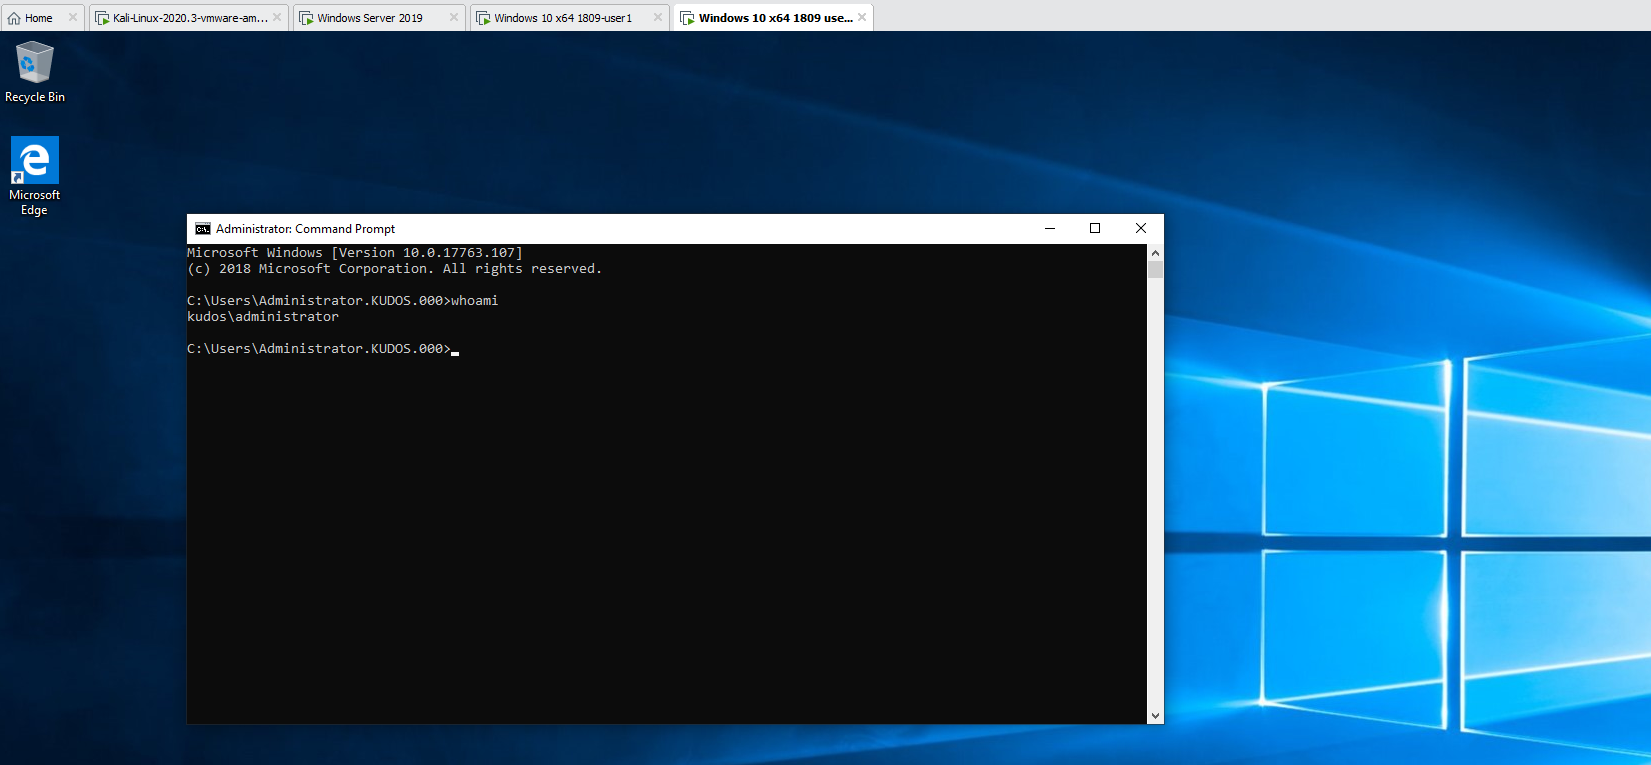 Home
Kali-Linux-2020.3-vmware-am...
Windows Server 2019
Windows 10 x64 1809-user1
Windows 10 x64 1809 use...
Recycle Bin
Microsoft
Edge
Administrator: Command Prompt
Microsoft Windows [Version 10.0.17763.107]
(c) 2018 Microsoft Corporation. All rights reserved.
C:\Users\Administrator.KUDOS.000>whoami
kudos\administrator
C:\Users\Administrator.KUDOS.000>